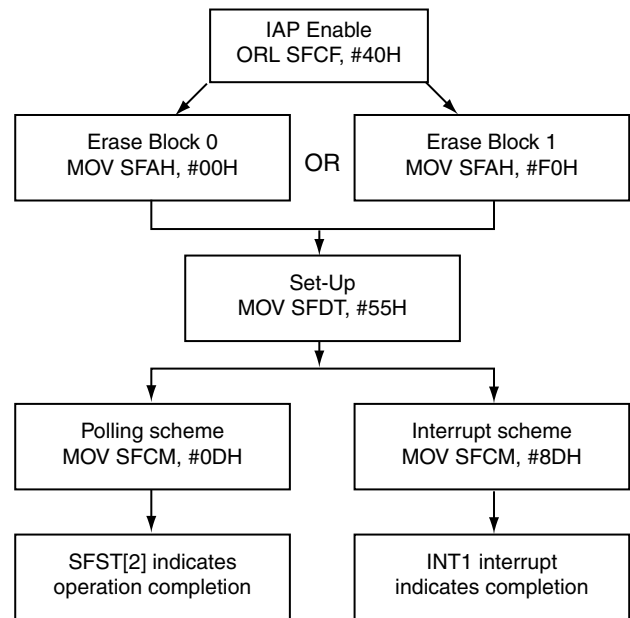 IAP Enable
ORL SFCF, #40H
Erase Block 0
MOV SFAH, #00H
OR
Erase Block 1
MOV SFAH, #F0H
Set-Up
MOV SFDT, #55H
Polling scheme
MOV SFCM, #0DH
Interrupt scheme
MOV SFCM, #8DH
SFST[2] indicates
operation completion
INT1 interrupt
indicates completion